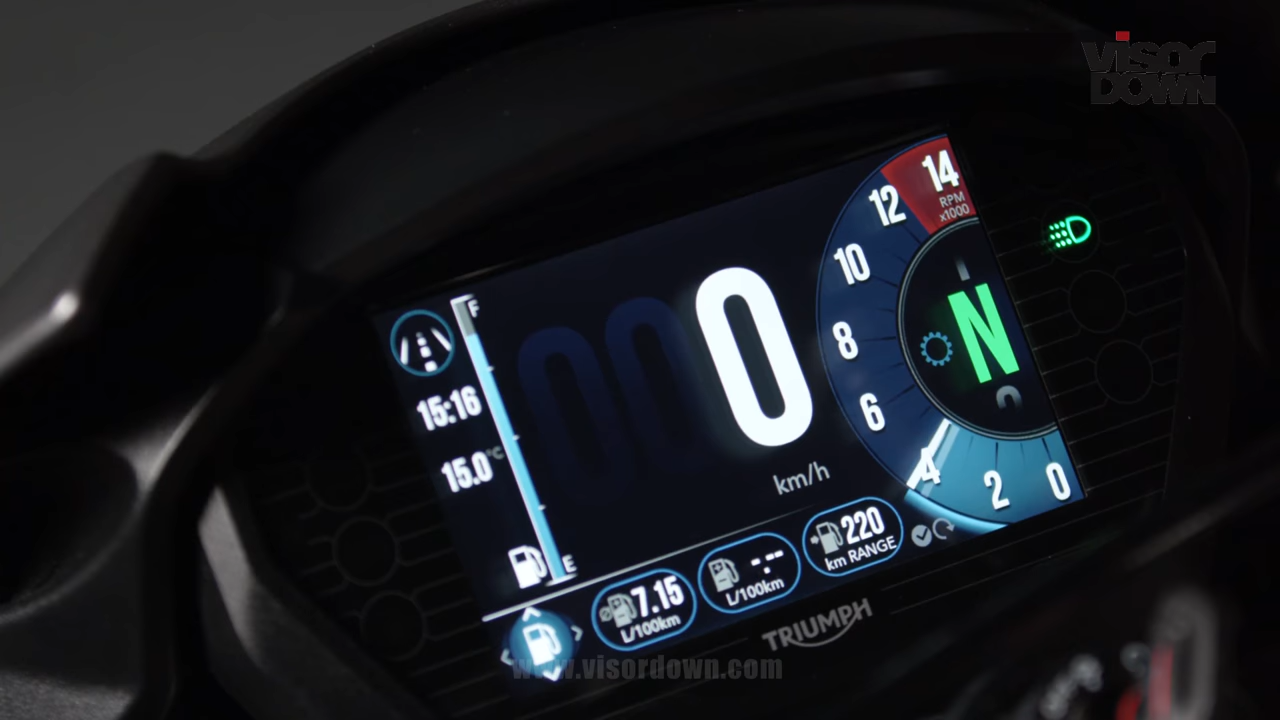 VISOR
DOWN
14
RPM
x1000
12
10
8
6
4
2
0
N
F
15:16
15.0°C
E
0
km/h
7.15
L/100km
-.--
L/100km
220
km RANGE
TRIUMPH
www.visordown.com